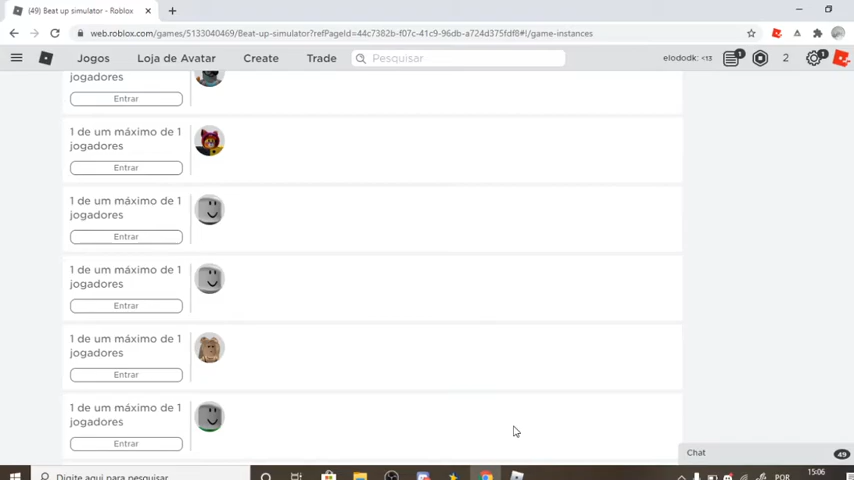 (49) Beat up simulator - Roblox
web.roblox.com/games/5133040469/Beat-up-simulator?refPageId=44c7382b-f07c-41c9-96db-a724d375fdd8#!/game-instances
Jogos Loja de Avatar Create Trade Pesquisar elododk: <13 1 2 1
jogadores
Entrar
1 de um máximo de 1
jogadores
Entrar
1 de um máximo de 1
jogadores
Entrar
1 de um máximo de 1
jogadores
Entrar
1 de um máximo de 1
jogadores
Entrar
1 de um máximo de 1
jogadores
Entrar
Chat 49
Digite aqui para pesquisar POR 15:06